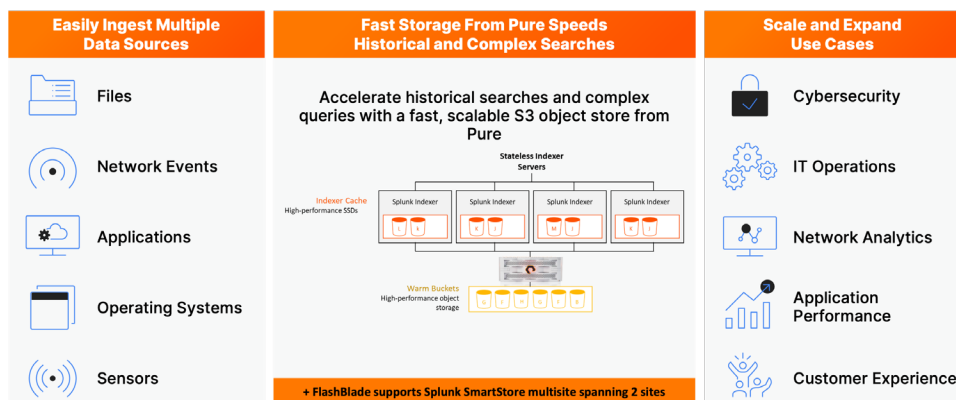 Easily Ingest Multiple
Data Sources
Files
Network Events
Applications
Operating Systems
Sensors
Fast Storage From Pure Speeds
Historical and Complex Searches
Accelerate historical searches and complex
queries with a fast, scalable S3 object store from
Pure
Stateless Indexer
Servers
Indexer Cache
High-performance SSDs
Splunk Indexer
Splunk Indexer
Splunk Indexer
Splunk Indexer
Warm Buckets
High-performance object
storage
+ FlashBlade supports Splunk SmartStore multisite spanning 2 sites
Scale and Expand
Use Cases
Cybersecurity
IT Operations
Network Analytics
Application
Performance
Customer Experience